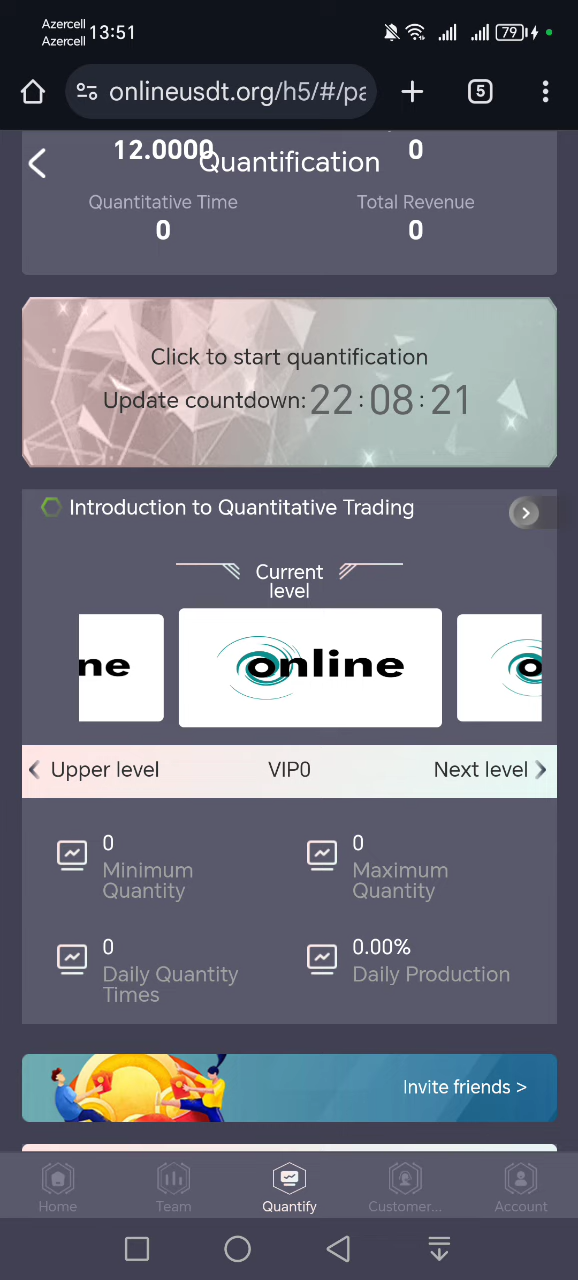 Azercell
Azercell 13:51
79
onlineusdt.org/h5/#/pa
5
12.0000
0
Quantification
Quantitative Time
Total Revenue
0
0
Click to start quantification
Update countdown: 22 : 08 : 21
Introduction to Quantitative Trading
Current
level
ne
online
o
Upper level
VIP0
Next level
0
Minimum
Quantity
0
Maximum
Quantity
0
Daily Quantity
Times
0.00%
Daily Production
Invite friends >
Home
Team
Quantify
Customer...
Account